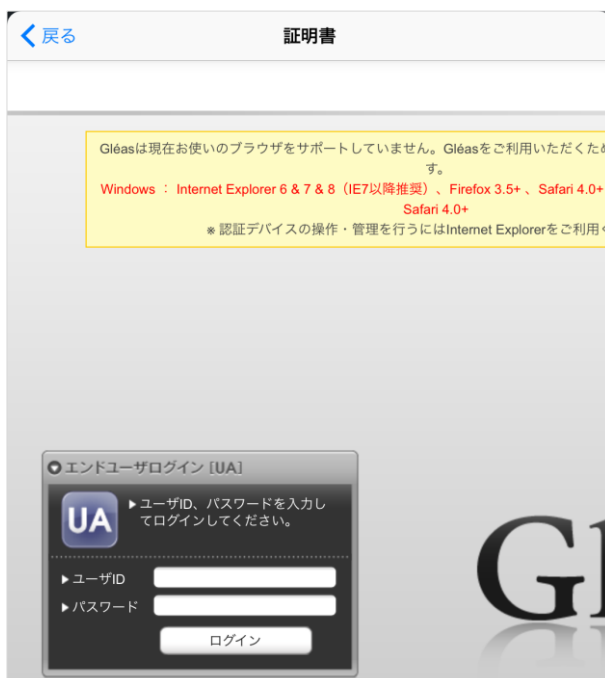 戻る
証明書
Gléasは現在お使いのブラウザをサポートしていません。Gléasをご利用いただくため
す。
Windows ： Internet Explorer 6 & 7 & 8（IE7以降推奨）、Firefox 3.5+ 、Safari 4.0+
Safari 4.0+
※ 認証デバイスの操作・管理を行うにはInternet Explorerをご利用
エンドユーザログイン [UA]
UA
ユーザID、パスワードを入力し
てログインしてください。
ユーザID
パスワード
ログイン
Gl